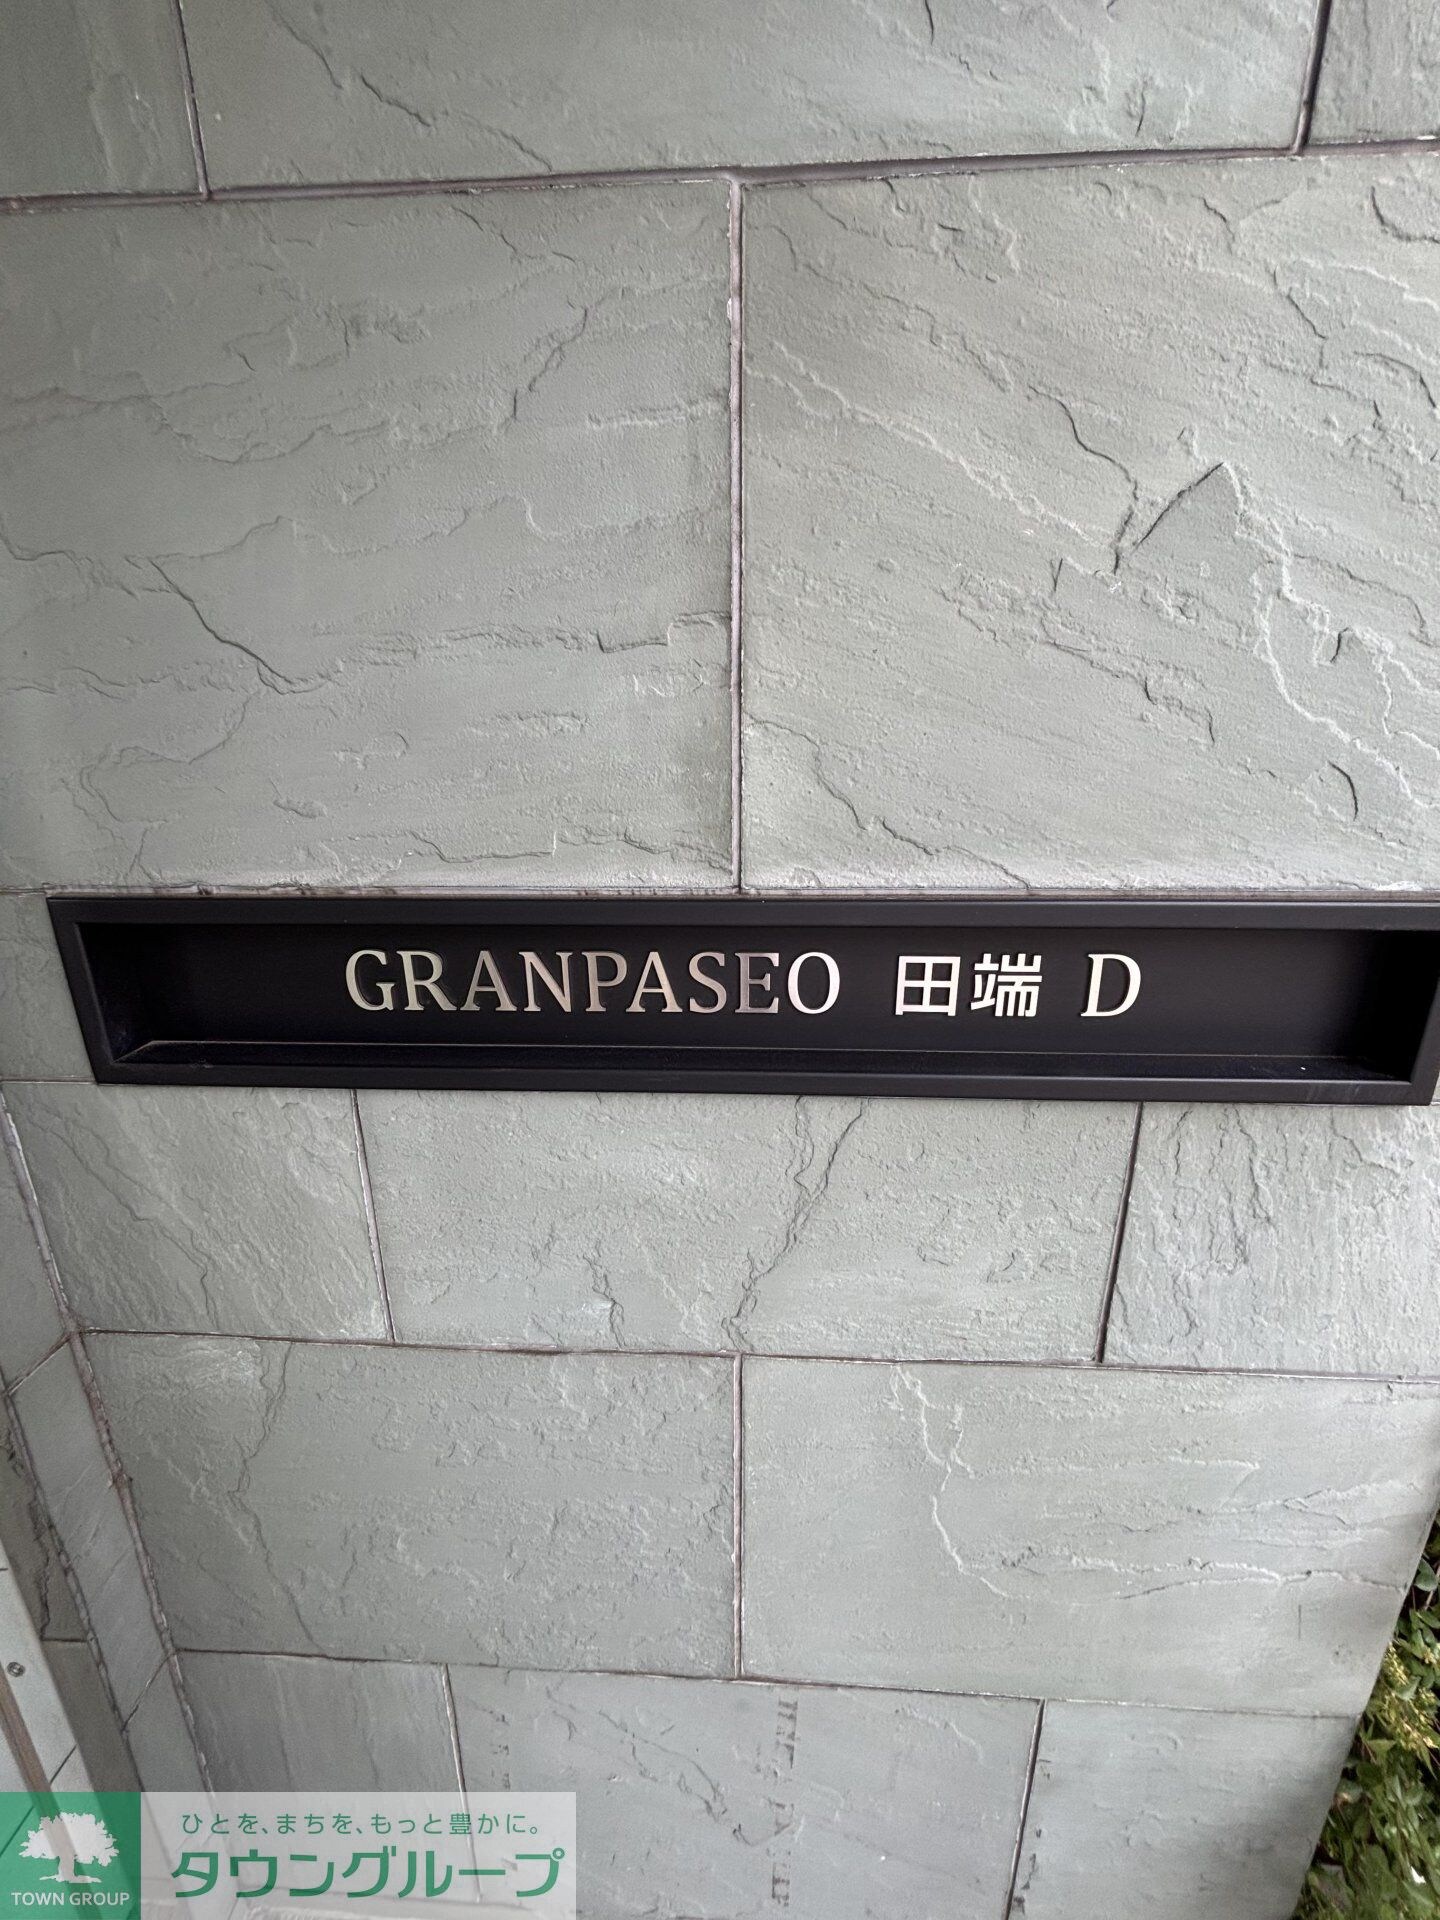 GRANPASEO 田端 D
ひとを、まちを、もっと豊かに。
タウングループ
TOWN GROUP